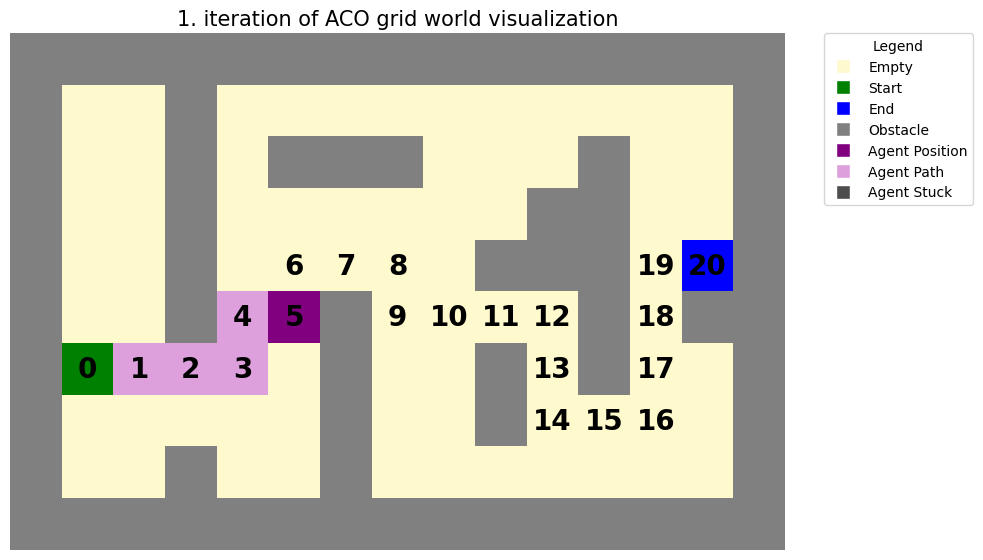 1. iteration of ACO grid world visualization
Legend
Empty
Start
End
Obstacle
Agent Position
Agent Path
Agent Stuck
6 7 8 19 20
4 5 9 10 11 12 18
0 1 2 3 13 17
14 15 16